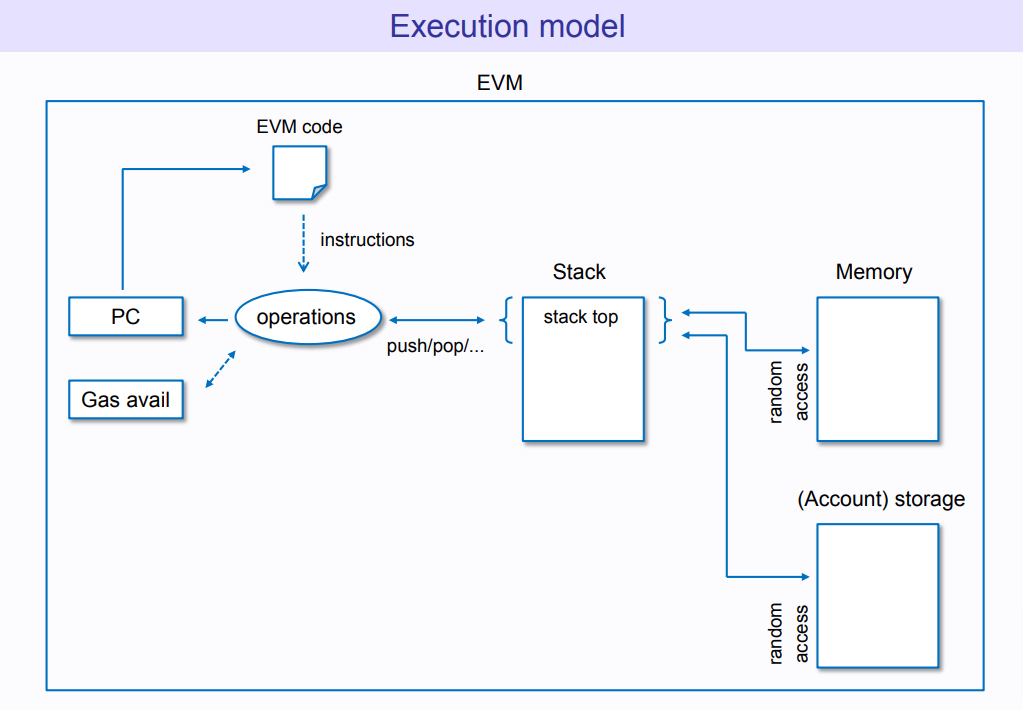 Execution model
EVM
EVM code
instructions
Stack
Memory
PC
operations
stack top
push/pop/...
random
access
Gas avail
(Account) storage
random
access